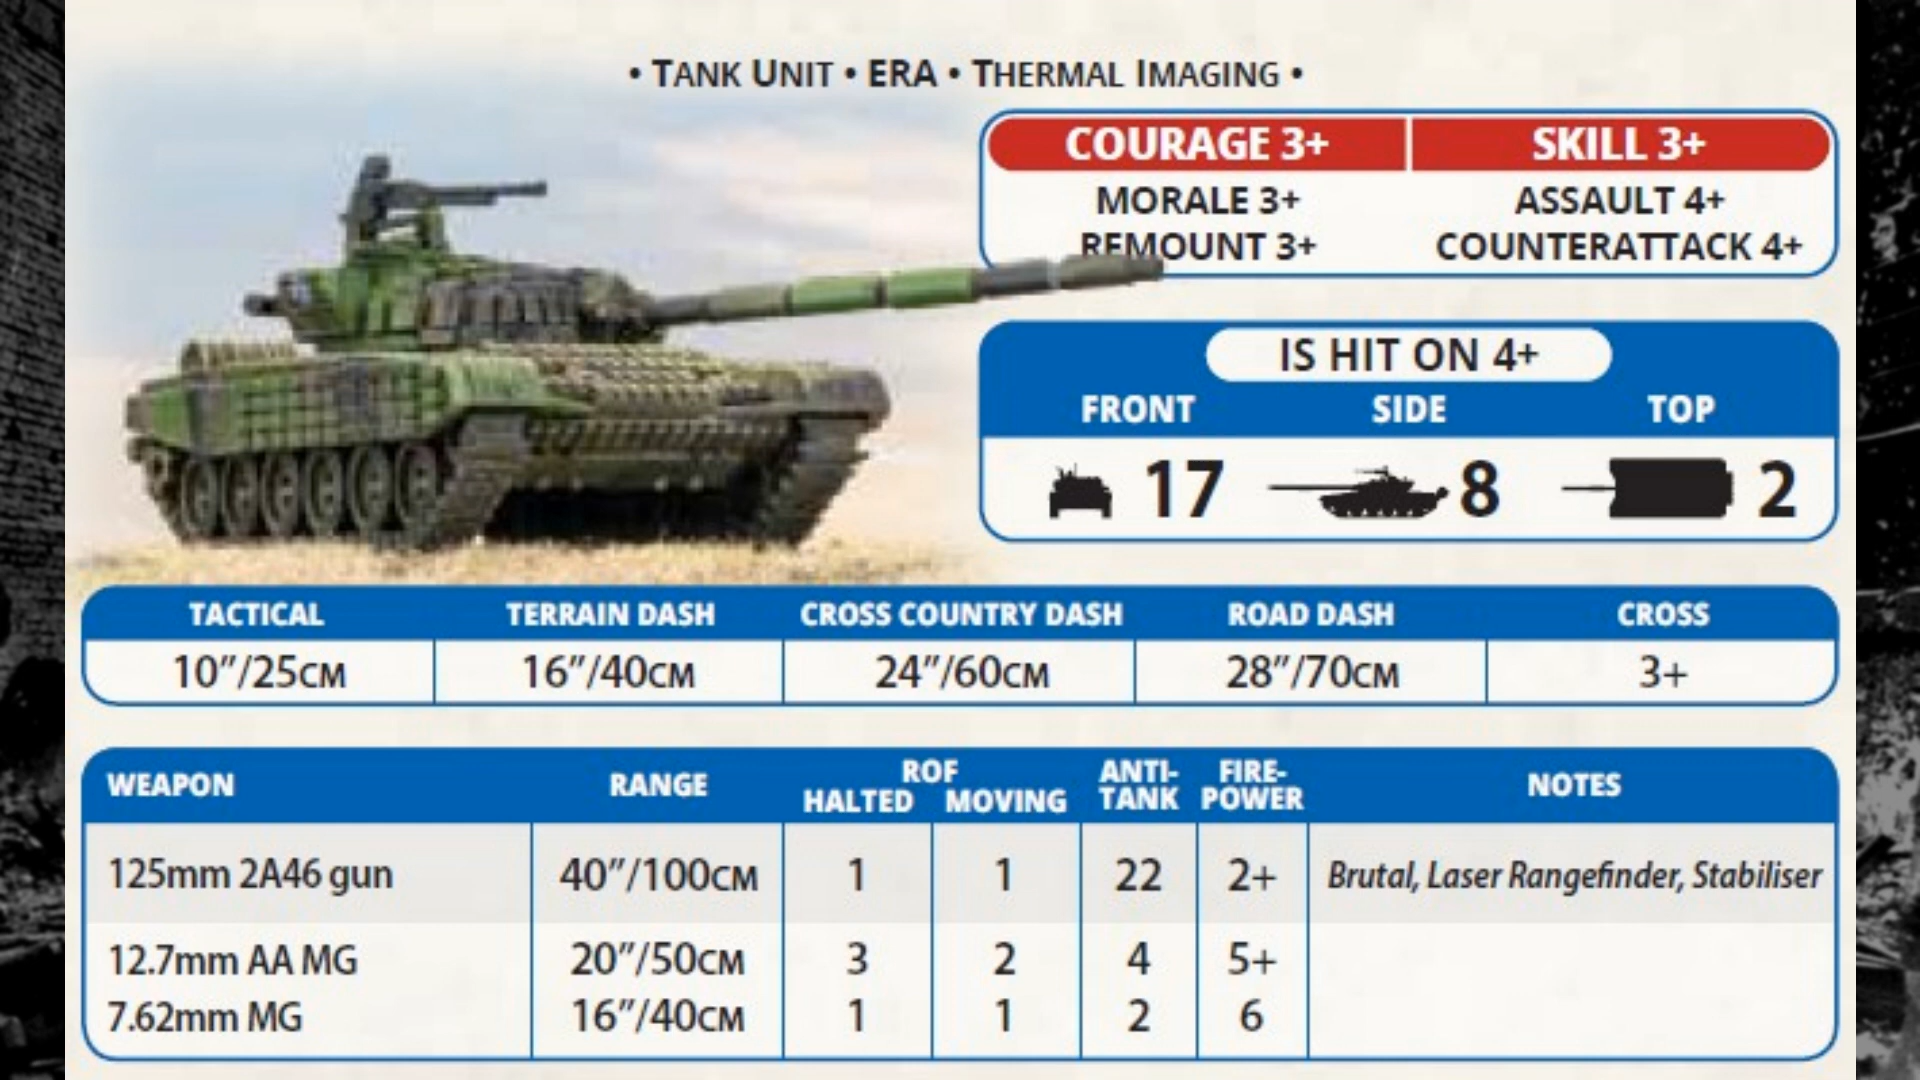 • TANK UNIT • ERA • THERMAL IMAGING •
COURAGE 3+ SKILL 3+
MORALE 3+ ASSAULT 4+
REMOUNT 3+ COUNTERATTACK 4+
IS HIT ON 4+
FRONT SIDE TOP
17 8 2
TACTICAL TERRAIN DASH CROSS COUNTRY DASH ROAD DASH CROSS
10"/25CM 16"/40CM 24"/60CM 28"/70CM 3+
WEAPON RANGE ROF HALTED MOVING ANTI-TANK FIRE-POWER NOTES
125mm 2A46 gun 40"/100CM 1 1 22 2+ Brutal, Laser Rangefinder, Stabiliser
12.7mm AA MG 20"/50CM 3 2 4 5+
7.62mm MG 16"/40CM 1 1 2 6